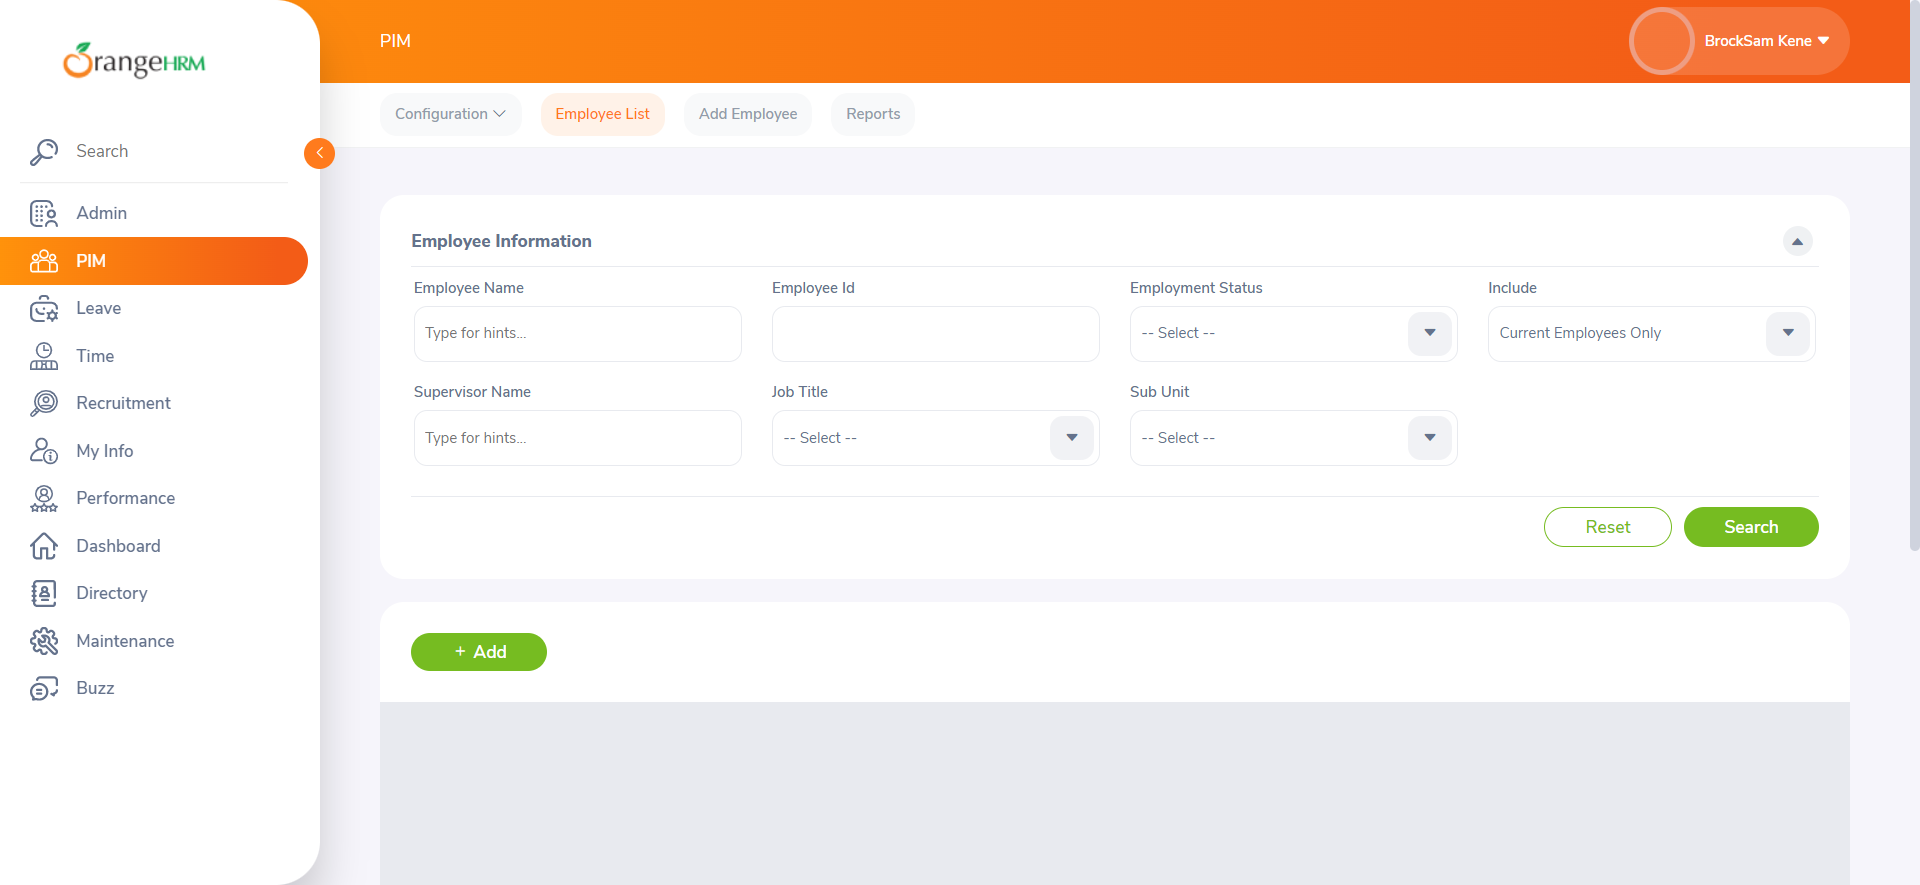 OrangeHRM
PIM
BrockSam Kene
Configuration
Employee List
Add Employee
Reports
Search
Admin
PIM
Leave
Time
Recruitment
My Info
Performance
Dashboard
Directory
Maintenance
Buzz
Employee Information
Employee Name
Employee Id
Employment Status
Include
Type for hints...
-- Select --
Current Employees Only
Supervisor Name
Job Title
Sub Unit
Type for hints...
-- Select --
-- Select --
Reset
Search
+ Add